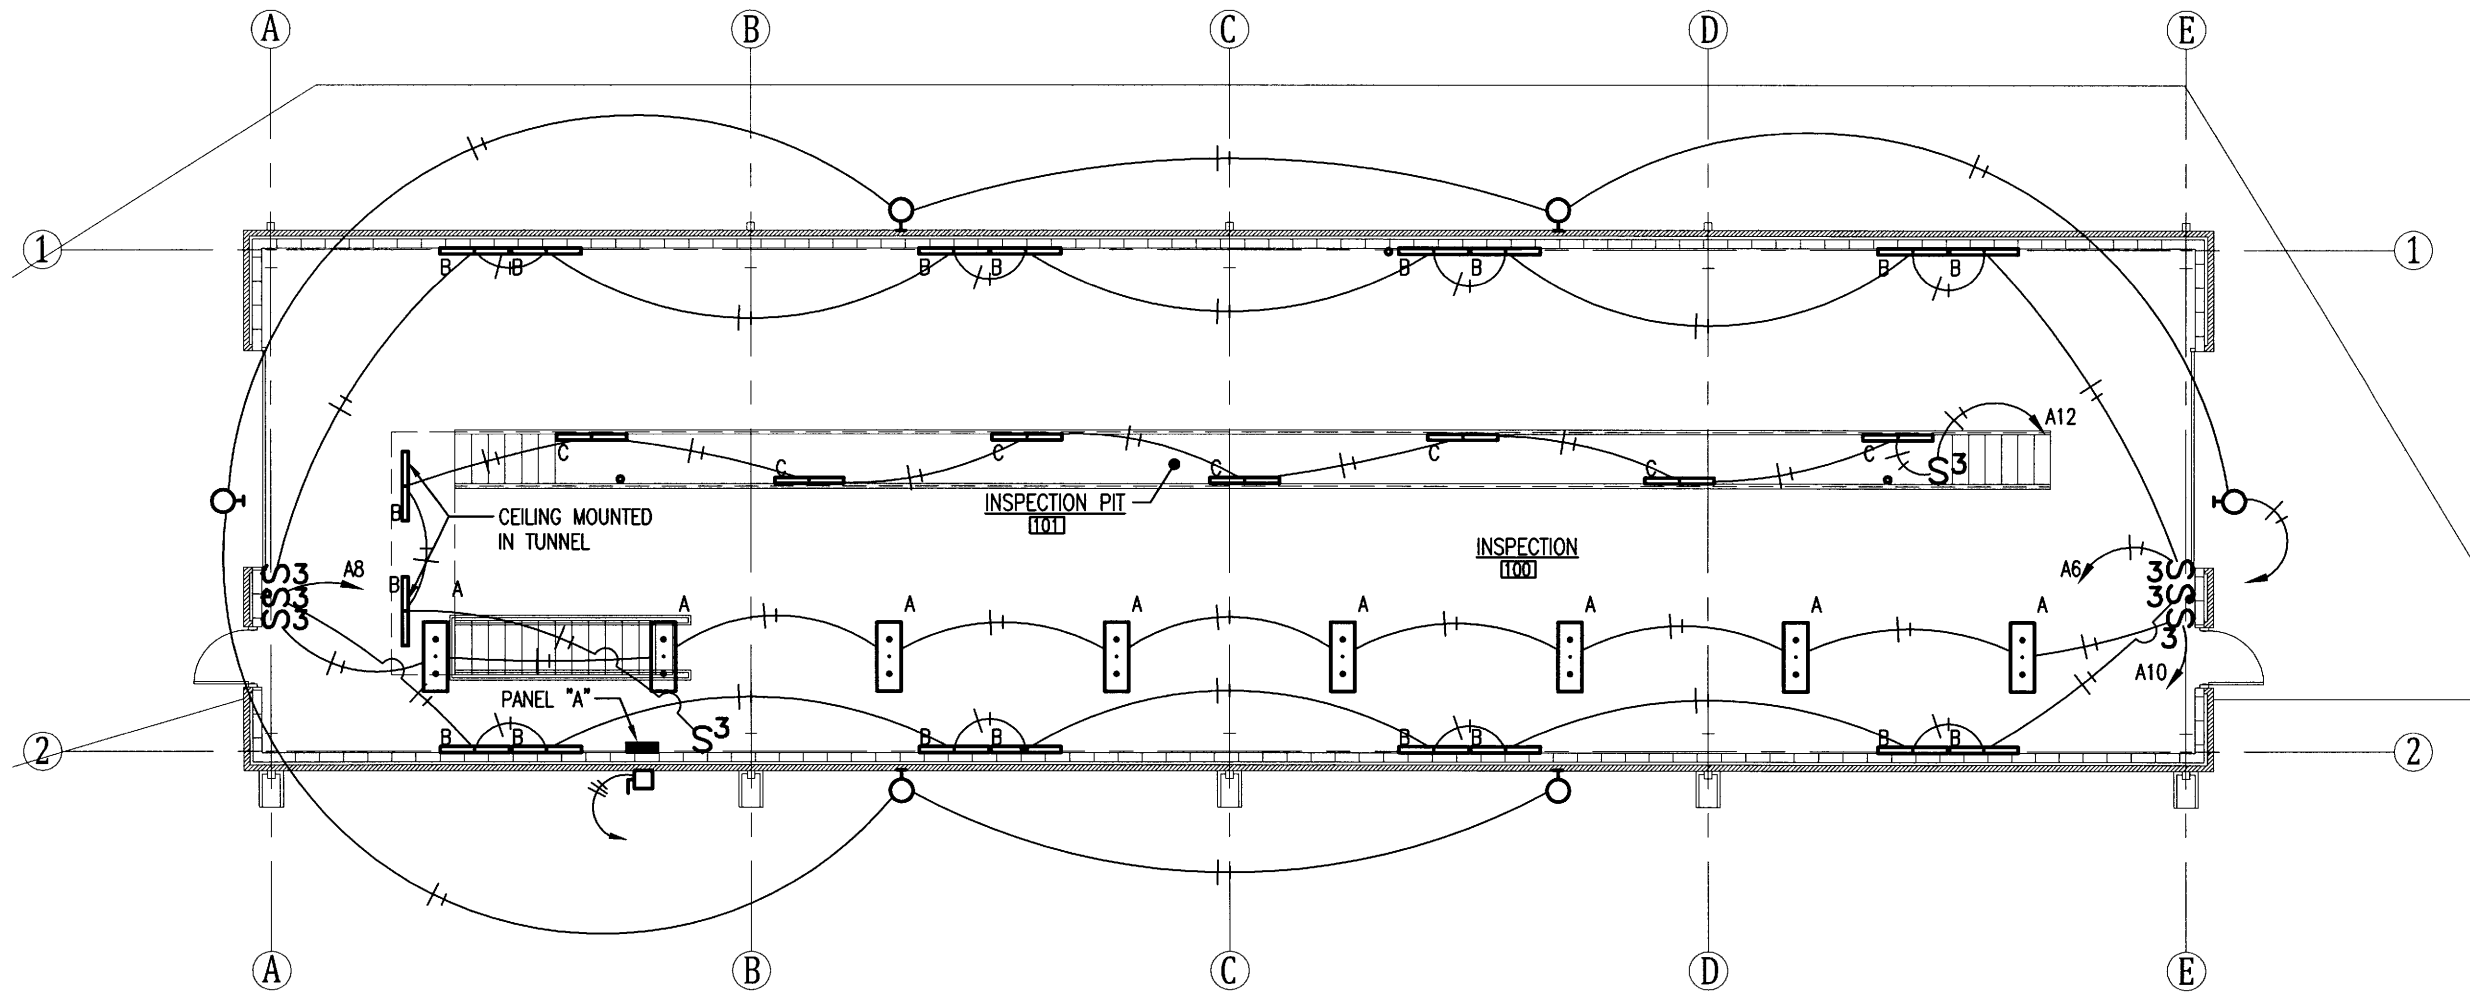 A B C D E
1 1
B B B B B B B B
A12
C C C C
C C C
S3
INSPECTION PIT
101
B
CEILING MOUNTED
IN TUNNEL
INSPECTION
100
A8
A6
B
S3
S3
S3
S3
S3
S3
A A A A A A A A
A10
PANEL "A"
S3
B B B B B B B B
2 2
A B C D E